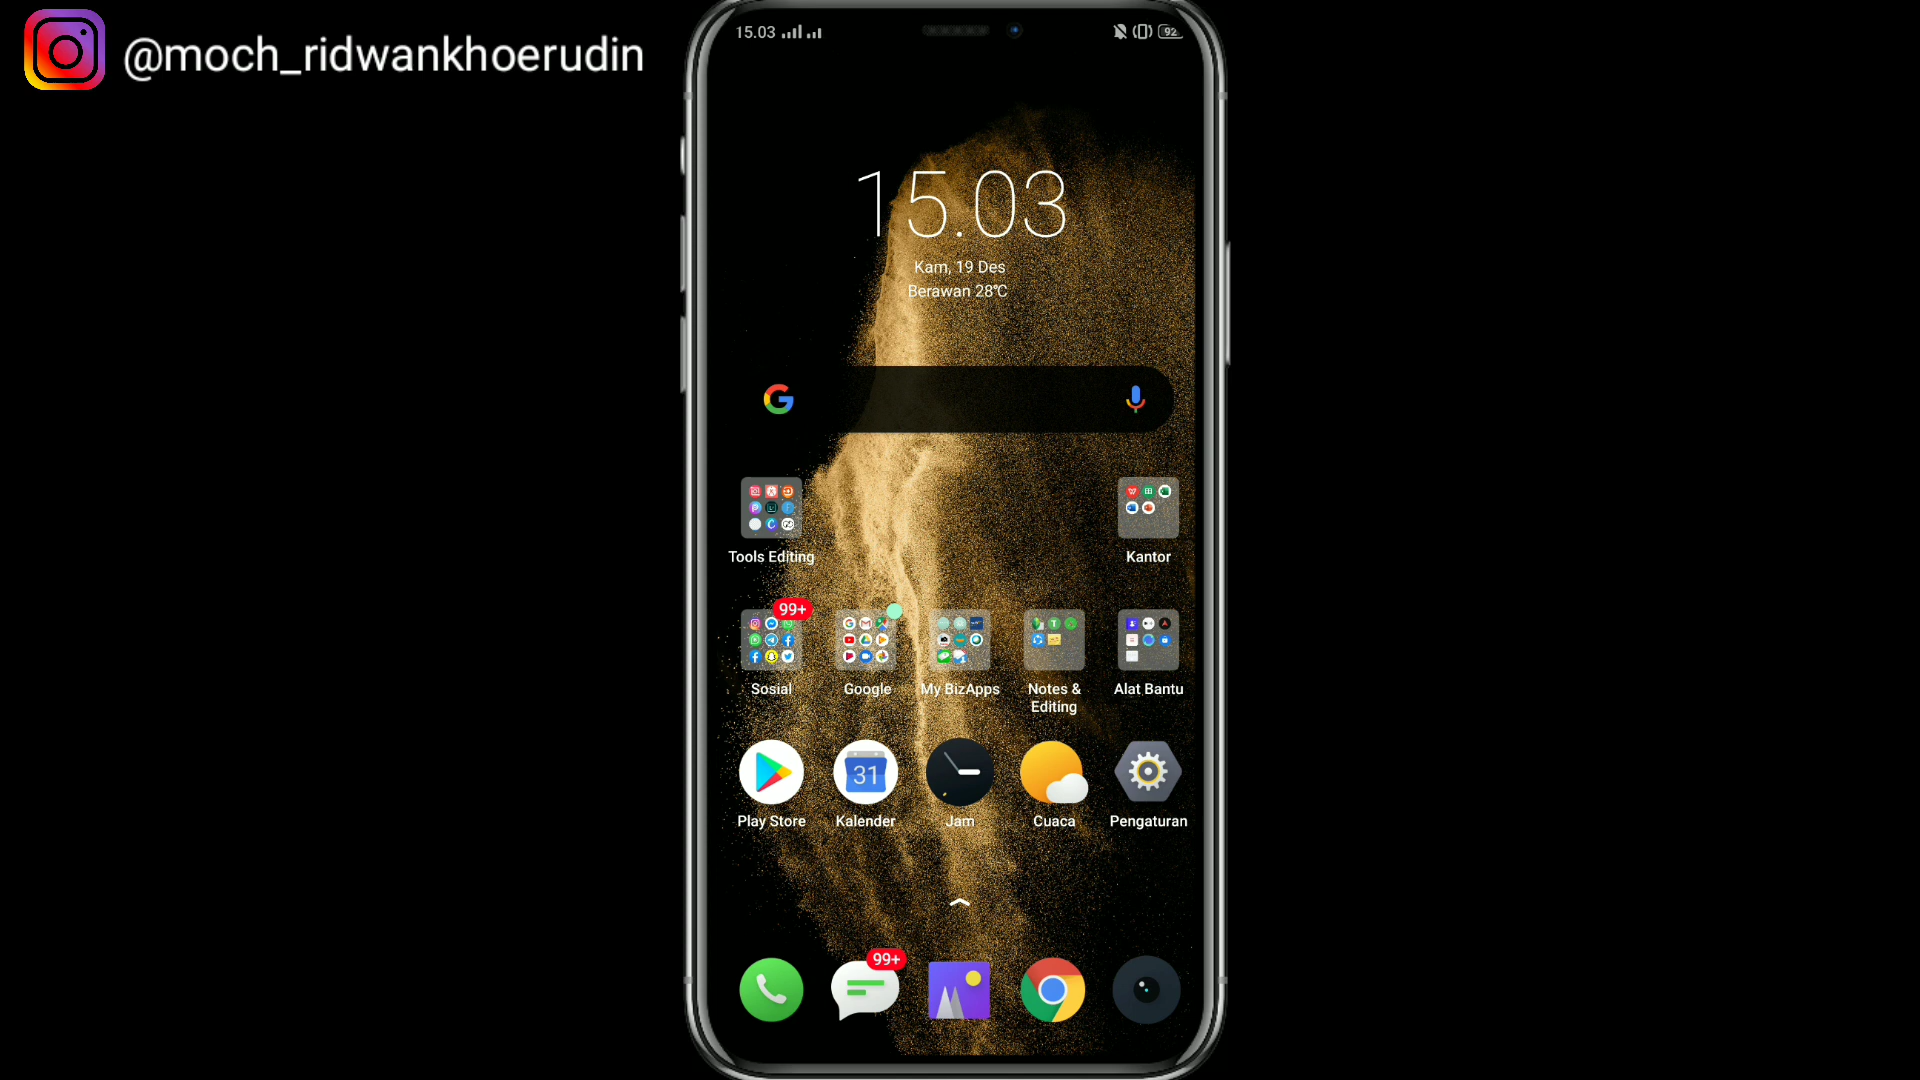 @moch_ridwankhoerudin
15.03
92
15.03
Kam, 19 Des
Berawan 28°C
Tools Editing
Kantor
99+
Sosial
Google
My BizApps
Notes &
Editing
Alat Bantu
31
Play Store
Kalender
Jam
Cuaca
Pengaturan
99+